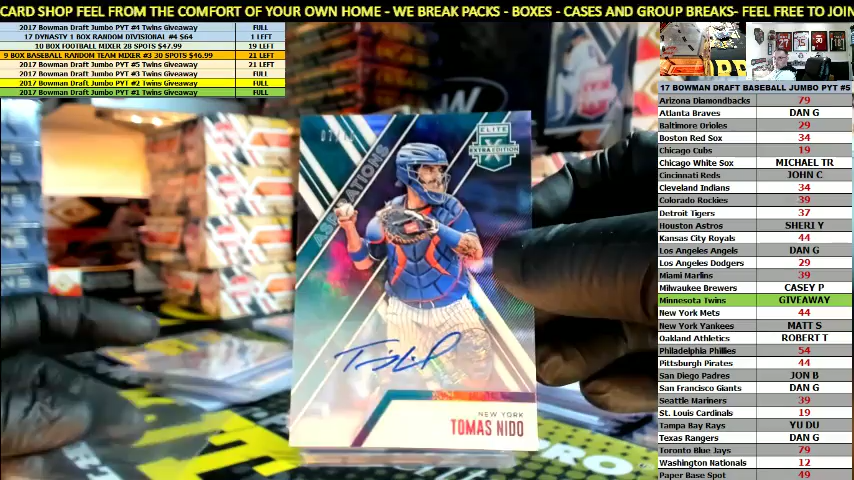 CARD SHOP FEEL FROM THE COMFORT OF YOUR OWN HOME - WE BREAK PACKS - BOXES - CASES AND GROUP BREAKS- FEEL FREE TO JOIN
2017 Bowman Draft Jumbo PYT #4 Twins Giveaway FULL
17 DYNASTY 1 BOX RANDOM DIVISIONAL #4 $64 1 LEFT
10 BOX FOOTBALL MIXER 28 SPOTS $47.99 19 LEFT
9 BOX BASEBALL RANDOM TEAM MIXER #3 30 SPOTS $46.99 21 LEFT
2017 Bowman Draft Jumbo PYT #5 Twins Giveaway 21 LEFT
2017 Bowman Draft Jumbo PYT #3 Twins Giveaway FULL
2017 Bowman Draft Jumbo PYT #2 Twins Giveaway FULL
2017 Bowman Draft Jumbo PYT #1 Twins Giveaway FULL
ELITE
EXTRA EDITION
ASPIRATIONS
NEW YORK
TOMAS NIDO
17 BOWMAN DRAFT BASEBALL JUMBO PYT #5
Arizona Diamondbacks 79
Atlanta Braves DAN G
Baltimore Orioles 29
Boston Red Sox 34
Chicago Cubs 19
Chicago White Sox MICHAEL TR
Cincinnati Reds JOHN C
Cleveland Indians 34
Colorado Rockies 39
Detroit Tigers 37
Houston Astros SHERI Y
Kansas City Royals 44
Los Angeles Angels DAN G
Los Angeles Dodgers 29
Miami Marlins 39
Milwaukee Brewers CASEY P
Minnesota Twins GIVEAWAY
New York Mets 44
New York Yankees MATT S
Oakland Athletics ROBERT T
Philadelphia Phillies 54
Pittsburgh Pirates 44
San Diego Padres JON B
San Francisco Giants DAN G
Seattle Mariners 39
St. Louis Cardinals 19
Tampa Bay Rays YU DU
Texas Rangers DAN G
Toronto Blue Jays 79
Washington Nationals 12
Paper Base Spot 49